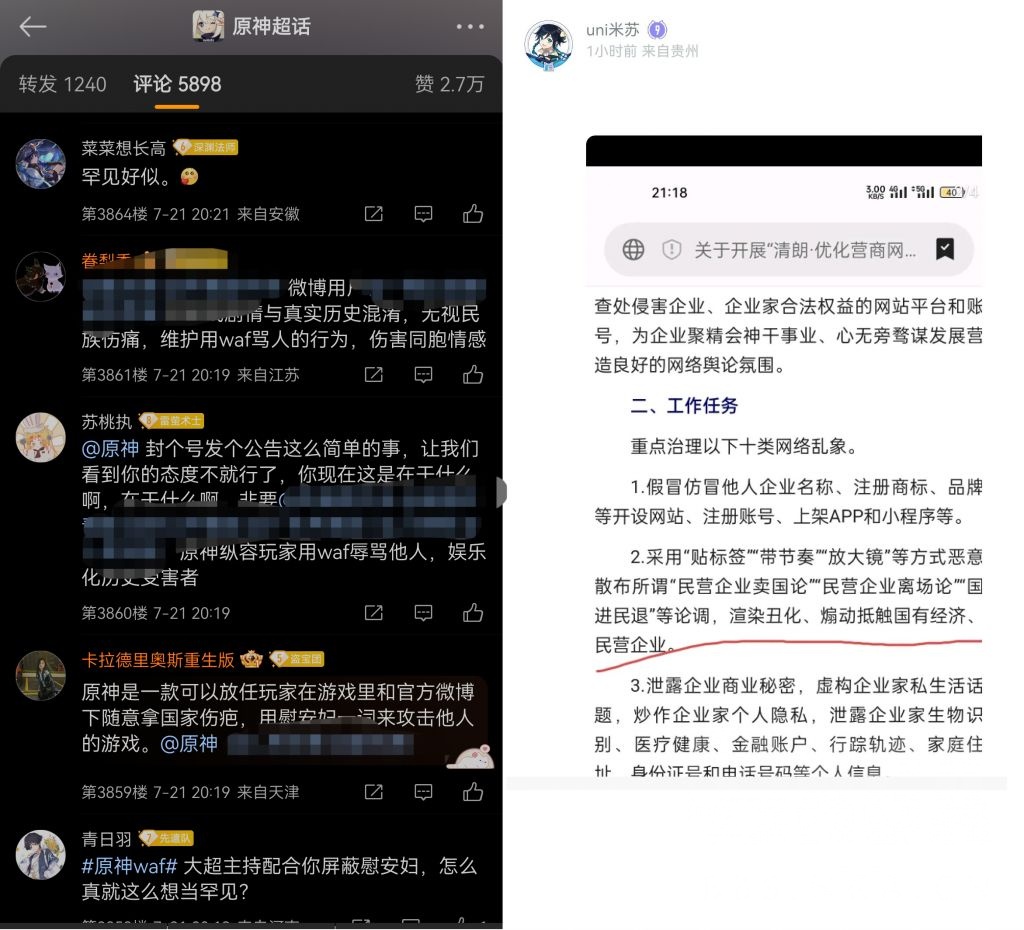 原神超话
转发 1240 评论 5898 赞 2.7万
菜菜想长高 6 深渊法师
罕见好似。
第3864楼 7-21 20:21 来自安徽
眷梨
微博用户
剧情与真实历史混淆，无视民
族伤痛，维护用waf骂人的行为，伤害同胞情感
第3861楼 7-21 20:19 来自江苏
苏桃执 8 雷萤术士
@原神 封个号发个公告这么简单的事，让我们
看到你的态度不就行了，你现在这是在干什么
啊，在干什么啊，非要@
原神纵容玩家用waf辱骂他人，娱乐
化历史受害者
第3860楼 7-21 20:19
卡拉德里奥斯重生版 5 盗宝团
原神是一款可以放任玩家在游戏里和官方微博
下随意拿国家伤疤，用慰安妇一词来攻击他人
的游戏。@原神
第3859楼 7-21 20:19 来自天津
青日羽 7 先遣队
#原神waf# 大超主持配合你屏蔽慰安妇，怎么
真就这么想当罕见？
uni米苏 9
1小时前 来自贵州
21:18 3.00 KB/S 4G 5G 40
关于开展“清朗·优化营商网...
查处侵害企业、企业家合法权益的网站平台和账
号，为企业聚精会神干事业、心无旁骛谋发展营
造良好的网络舆论氛围。
二、工作任务
重点治理以下十类网络乱象。
1.假冒仿冒他人企业名称、注册商标、品牌
等开设网站、注册账号、上架APP和小程序等。
2.采用“贴标签”“带节奏”“放大镜”等方式恶意
散布所谓“民营企业卖国论”“民营企业离场论”“国
进民退”等论调，渲染丑化、煽动抵触国有经济、
民营企业。
3.泄露企业商业秘密，虚构企业家私生活话
题，炒作企业家个人隐私，泄露企业家生物识
别、医疗健康、金融账户、行踪轨迹、家庭住
址、身份证号和电话号码等个人信息。